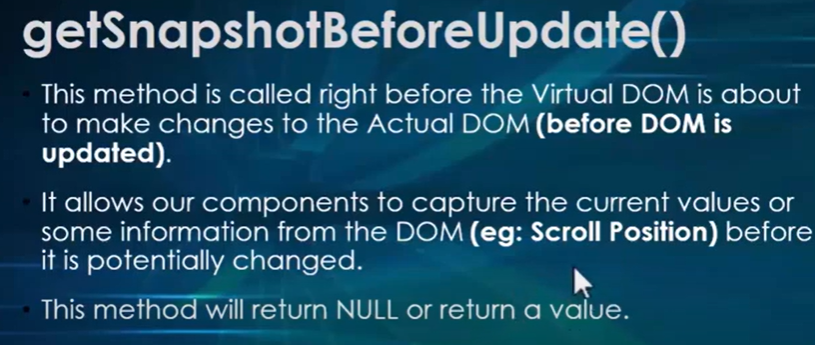 getSnapshotBeforeUpdate()
• This method is called right before the Virtual DOM is about
to make changes to the Actual DOM (before DOM is
updated).
• It allows our components to capture the current values or
some information from the DOM (eg: Scroll Position) before
it is potentially changed.
• This method will return NULL or return a value.